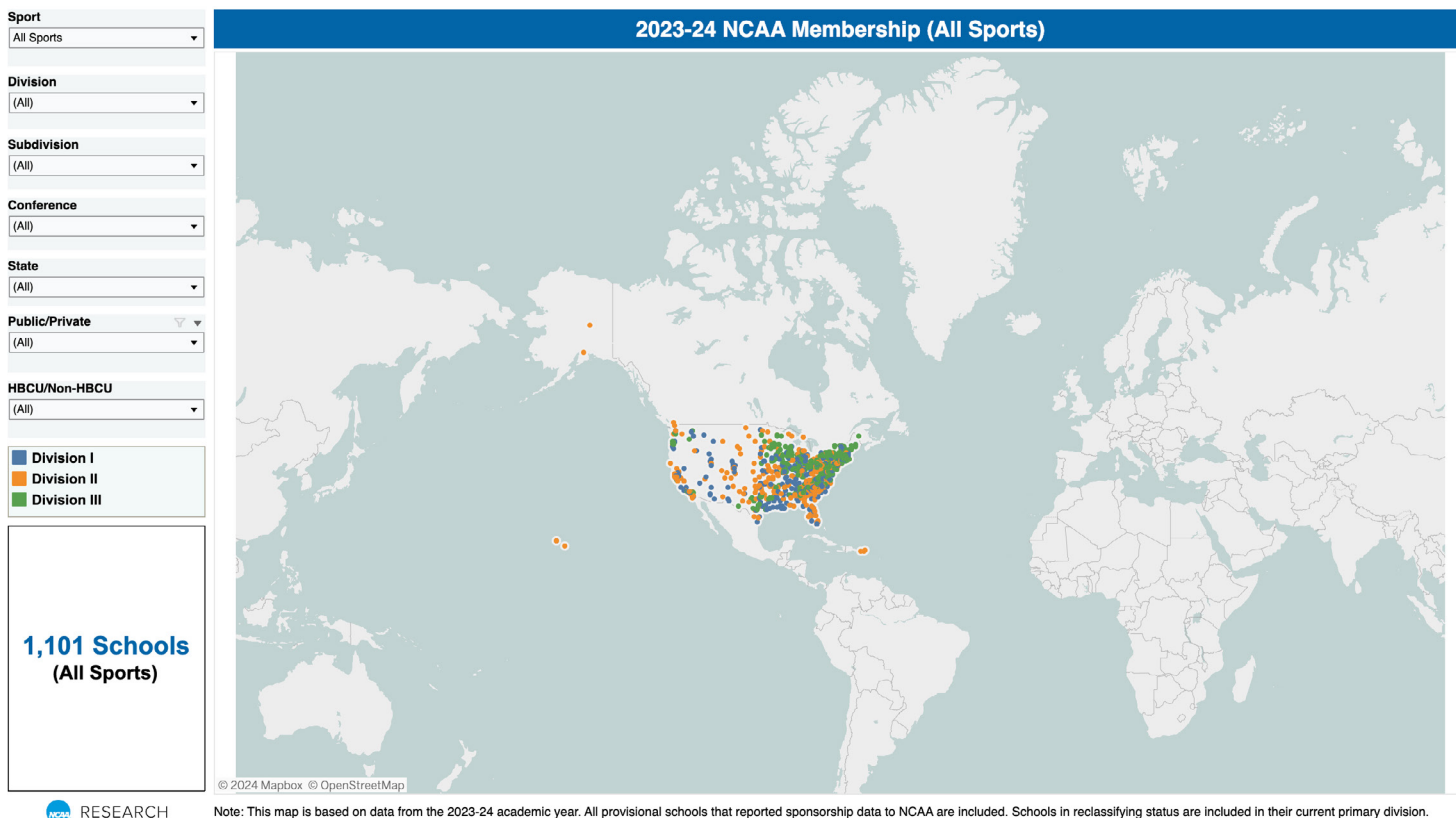 Sport
All Sports
Division
(All)
Subdivision
(All)
Conference
(All)
State
(All)
Public/Private
(All)
HBCU/Non-HBCU
(All)
Division I
Division II
Division III
1,101 Schools
(All Sports)
NCAA RESEARCH
2023-24 NCAA Membership (All Sports)
© 2024 Mapbox © OpenStreetMap
Note: This map is based on data from the 2023-24 academic year. All provisional schools that reported sponsorship data to NCAA are included. Schools in reclassifying status are included in their current primary division.